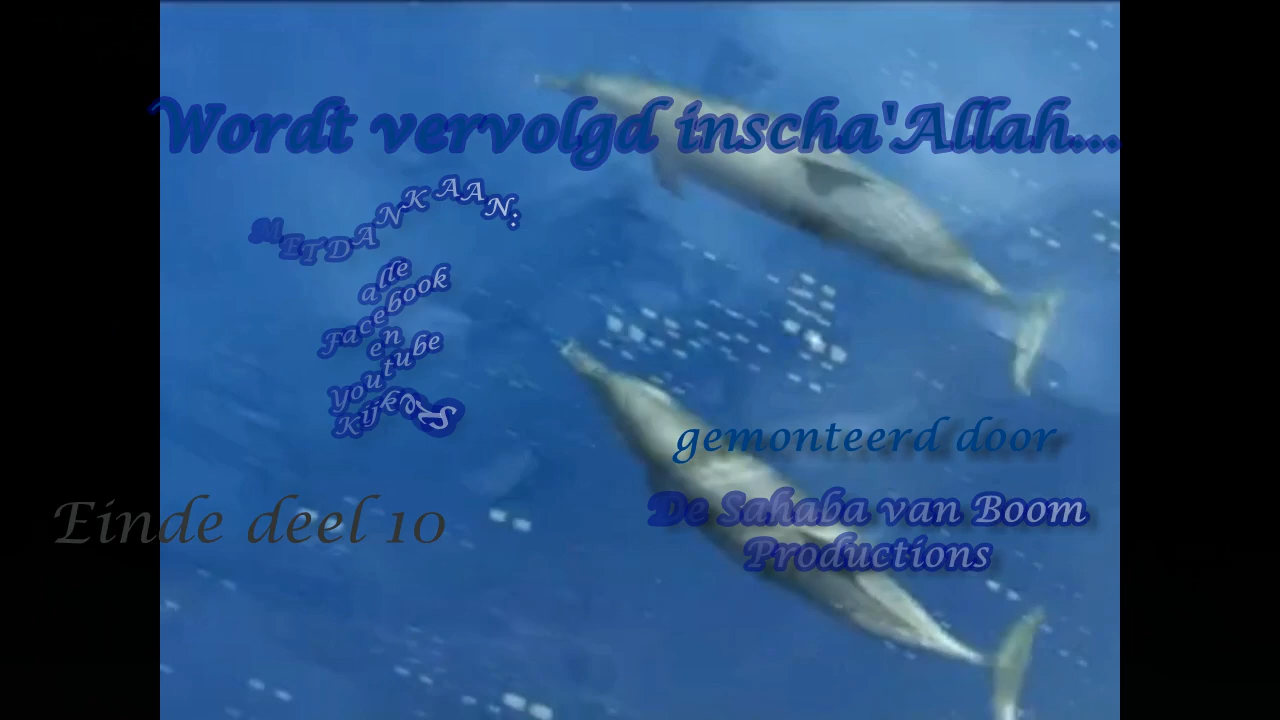 Wordt vervolgd inscha'Allah...
MET DANK AAN:
alle
Facebook
en
Youtube
Kijkers
gemonteerd door
De Sahaba van Boom
Productions
Einde deel 10